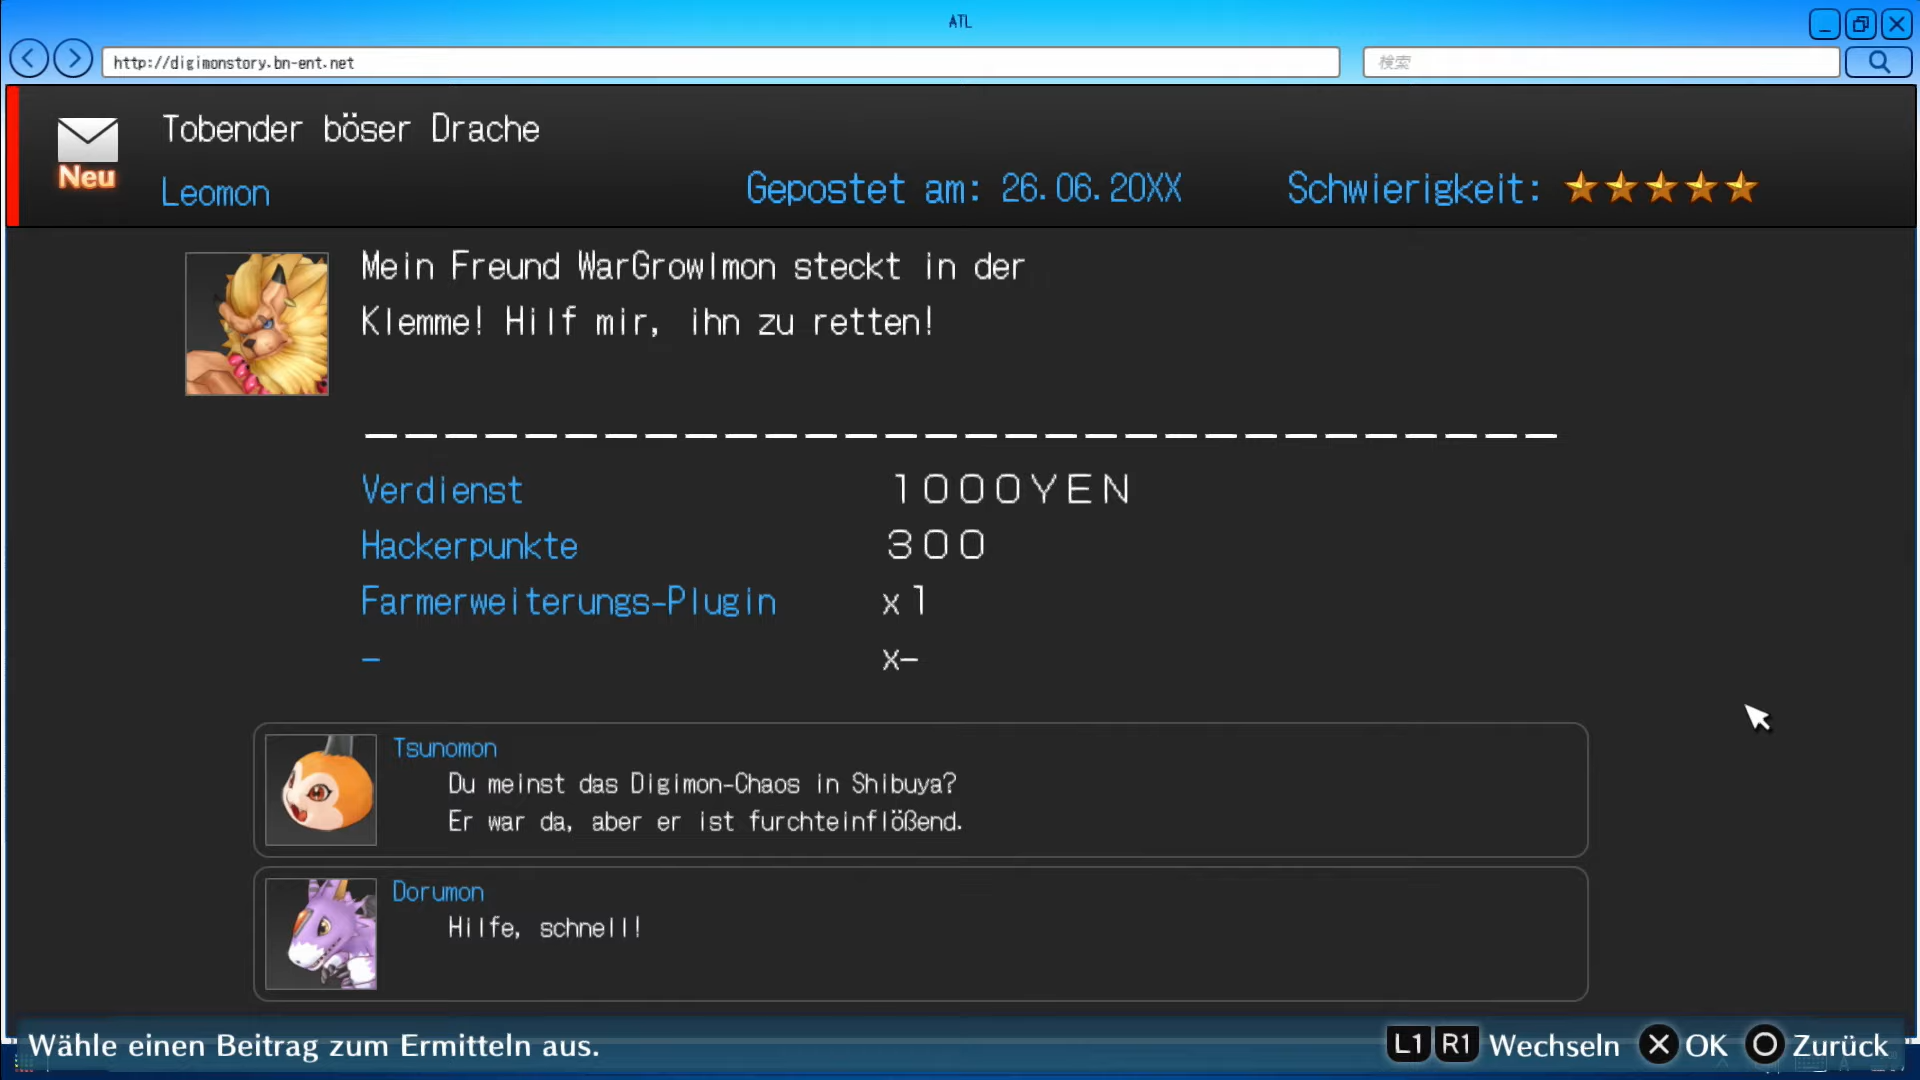 ATL
http://digimonstory.bn-ent.net
検索
Neu
Tobender böser Drache
Leomon
Gepostet am: 26.06.20XX
Schwierigkeit: ★★★★★
Mein Freund WarGrowlmon steckt in der
Klemme! Hilf mir, ihn zu retten!
Verdienst 1000YEN
Hackerpunkte 300
Farmerweiterungs-Plugin x1
- x-
Tsunomon
Du meinst das Digimon-Chaos in Shibuya?
Er war da, aber er ist furchteinflößend.
Dorumon
Hilfe, schnell!
Wähle einen Beitrag zum Ermitteln aus.
L1 R1 Wechseln OK Zurück